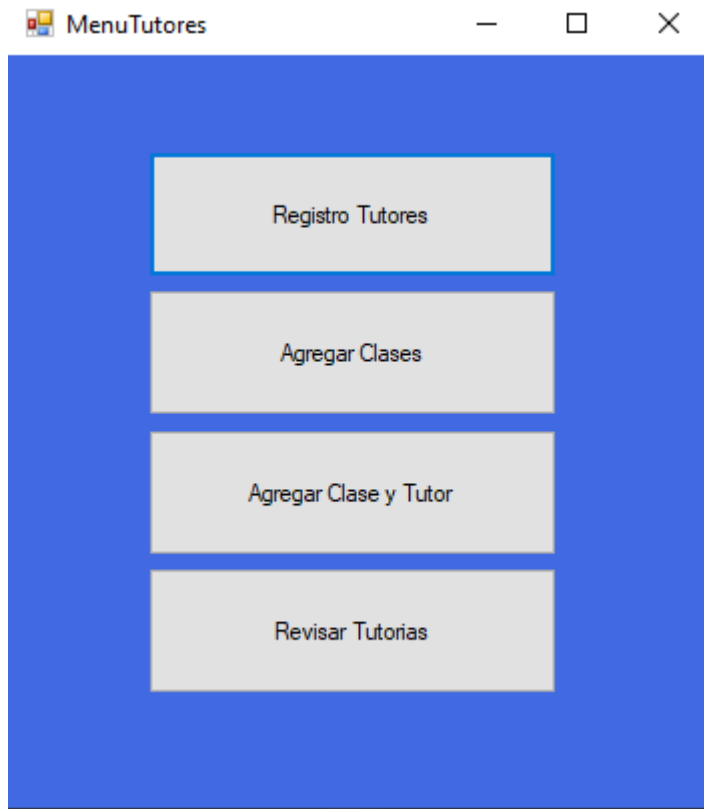 MenuTutores
Registro Tutores
Agregar Clases
Agregar Clase y Tutor
Revisar Tutorias